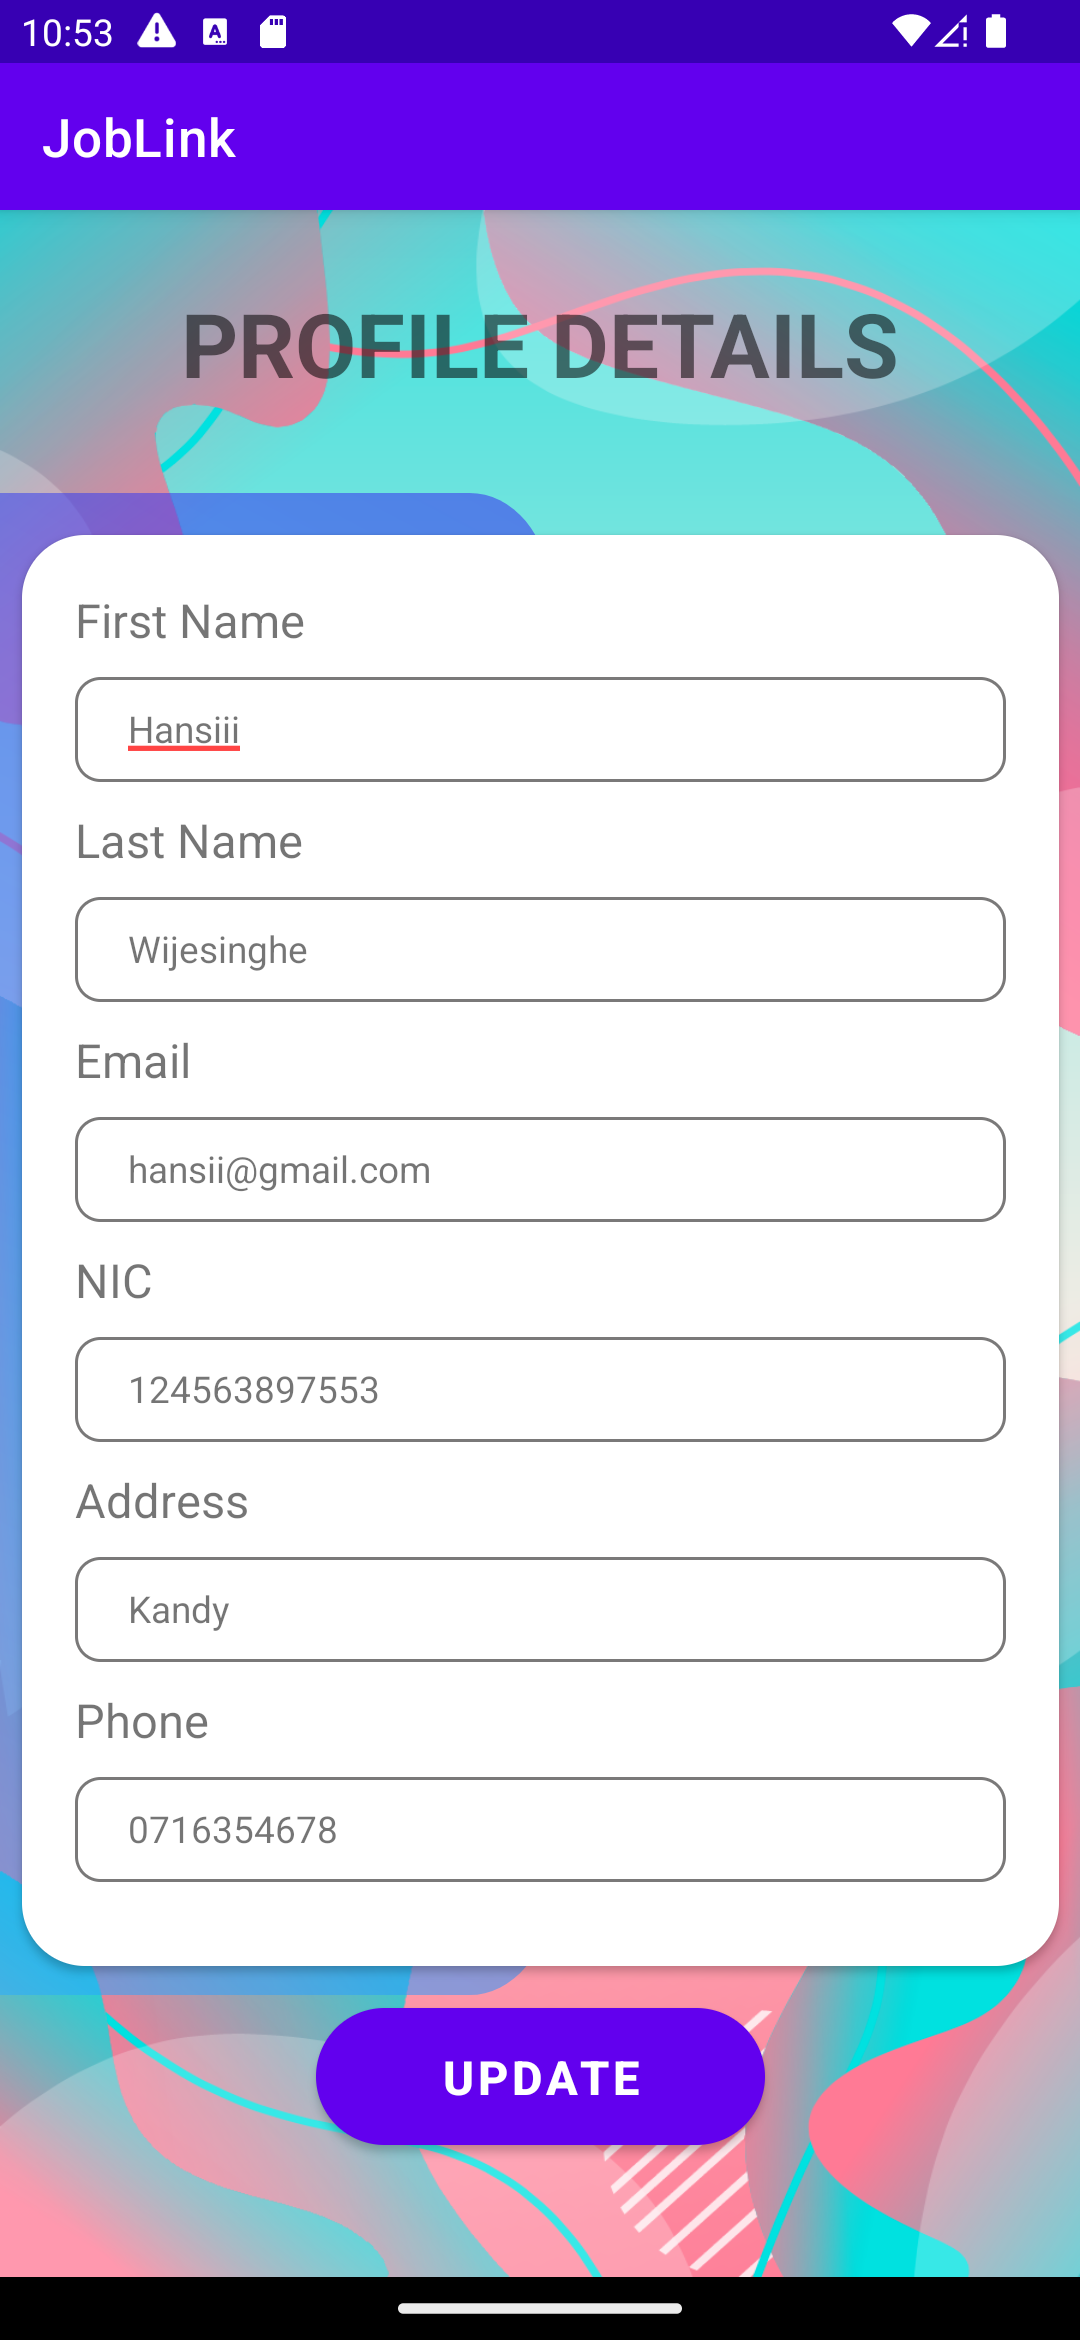 10:53
JobLink
PROFILE DETAILS
First Name
Hansiii
Last Name
Wijesinghe
Email
hansii@gmail.com
NIC
124563897553
Address
Kandy
Phone
0716354678
UPDATE